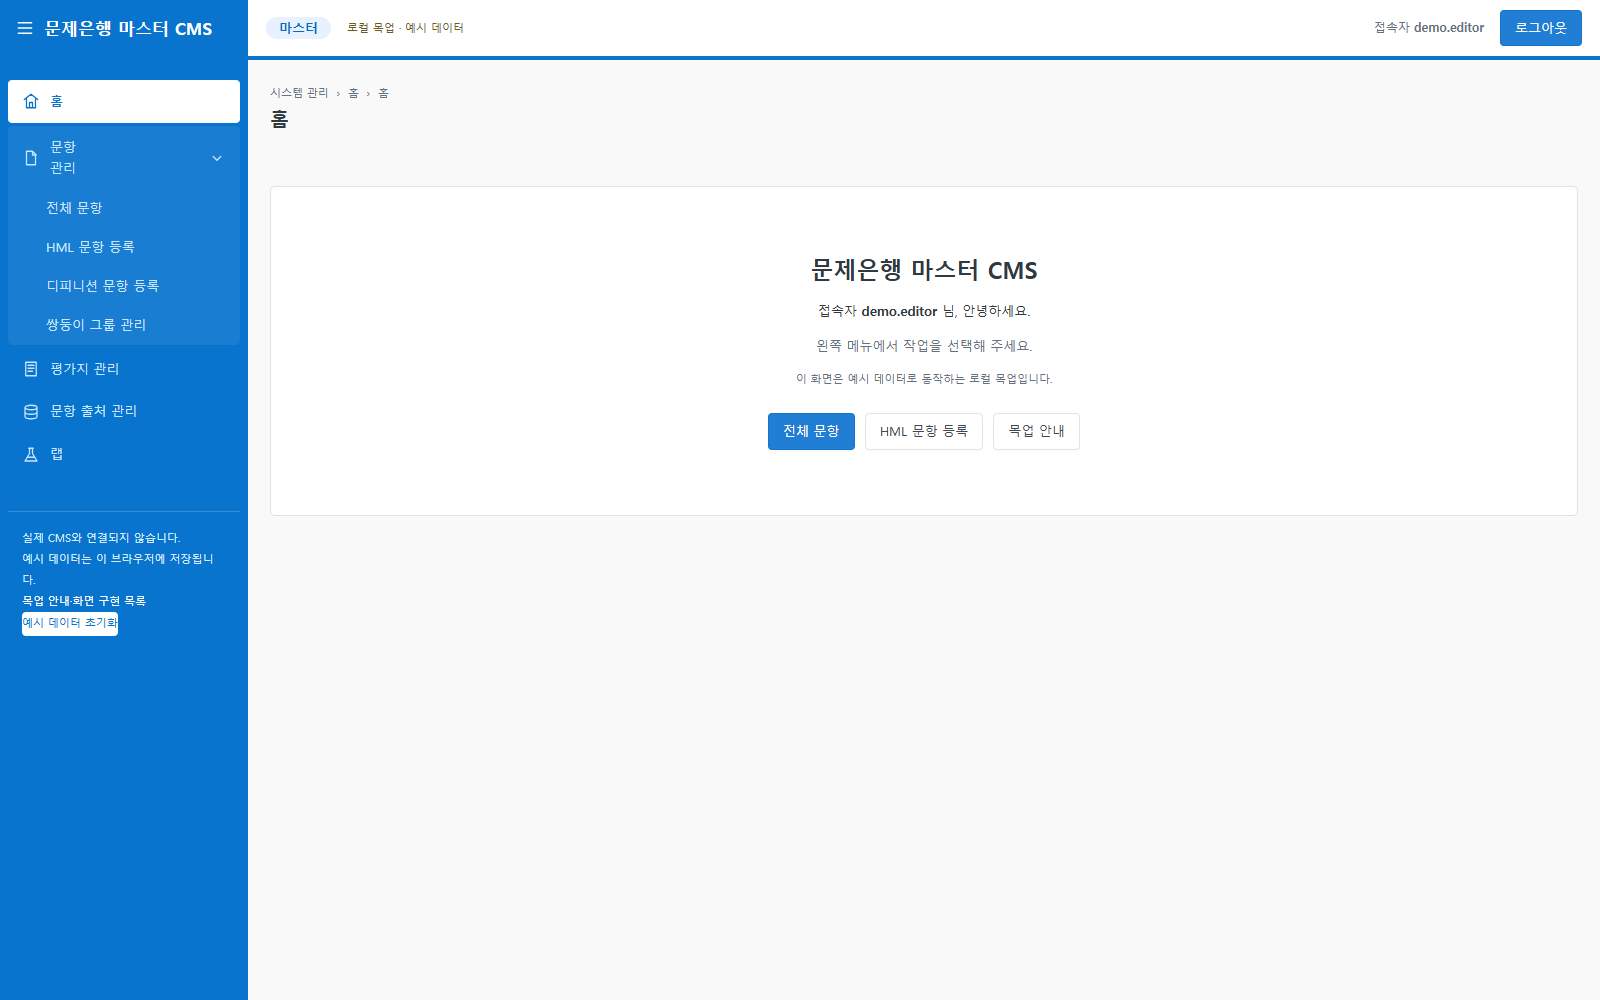 문제은행 마스터 CMS
마스터
로컬 목업 · 예시 데이터
접속자 demo.editor
로그아웃
홈
문항
관리
전체 문항
HML 문항 등록
디피니션 문항 등록
쌍둥이 그룹 관리
평가지 관리
문항 출처 관리
랩
실제 CMS와 연결되지 않습니다.
예시 데이터는 이 브라우저에 저장됩니
다.
목업 안내·화면 구현 목록
예시 데이터 초기화
시스템 관리 › 홈 › 홈
홈
문제은행 마스터 CMS
접속자 demo.editor 님, 안녕하세요.
왼쪽 메뉴에서 작업을 선택해 주세요.
이 화면은 예시 데이터로 동작하는 로컬 목업입니다.
전체 문항
HML 문항 등록
목업 안내